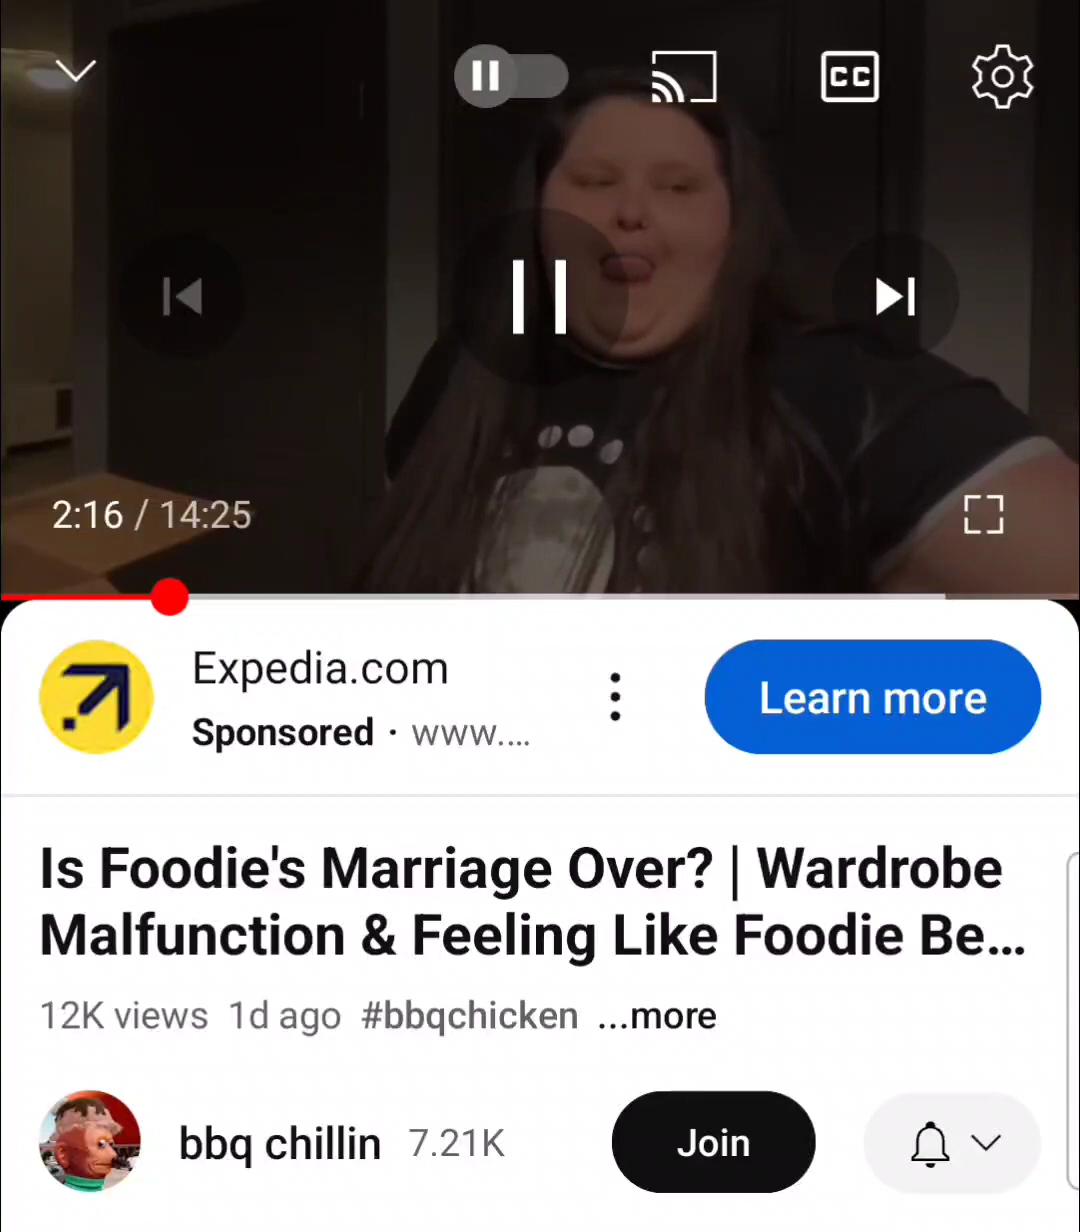 CC
2:16 / 14:25
Expedia.com
Sponsored · www....
Learn more
Is Foodie's Marriage Over? | Wardrobe
Malfunction & Feeling Like Foodie Be...
12K views 1d ago #bbqchicken ...more
bbq chillin 7.21K
Join